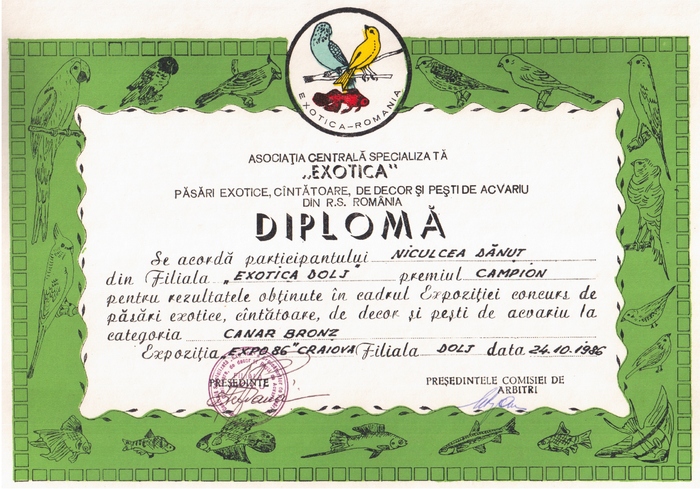 EXOTICA-ROMANIA
ASOCIAȚIA CENTRALĂ SPECIALIZATĂ
„EXOTICA“
PĂSĂRI EXOTICE, CÎNTĂTOARE, DE DECOR ȘI PEȘTI DE ACVARIU
DIN R.S. ROMÂNIA
DIPLOMĂ
Se acordă participantului NICULCEA DĂNUȚ
din Filiala „EXOTICA DOLJ“ premiul CAMPION
pentru rezultatele obținute în cadrul Expoziției concurs de
păsări exotice, cîntătoare, de decor și pești de acvariu la
categoria CANAR BRONZ
Expoziția „EXPO 86“ CRAIOVA Filiala DOLJ data 24.10.1986
PREȘEDINTE PREȘEDINTELE COMISIEI DE
ARBITRI